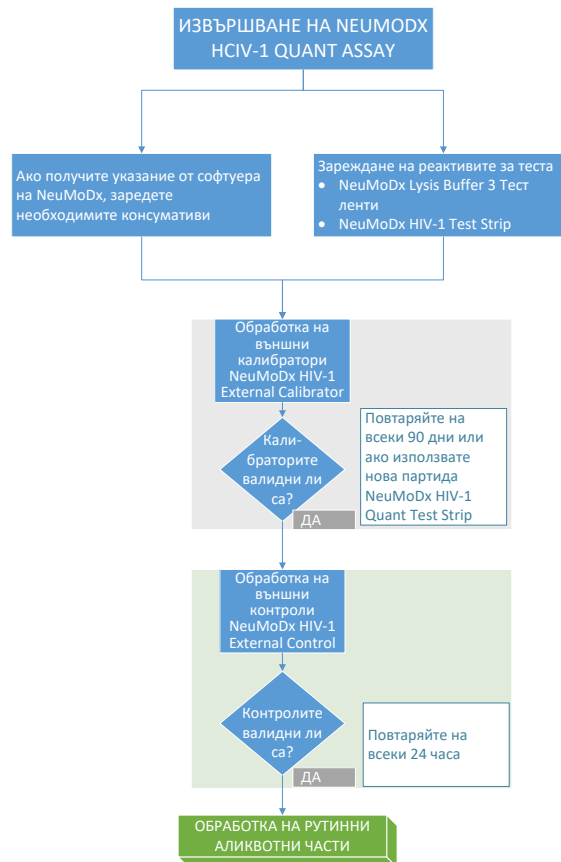 ИЗВЪРШВАНЕ НА NEUMODX
HCIV-1 QUANT ASSAY
Ако получите указание от софтуера
на NeuMoDx, заредете
необходимите консумативи
Зареждане на реактивите за теста
● NeuMoDx Lysis Buffer 3 Тест
ленти
● NeuMoDx HIV-1 Test Strip
Обработка на
външни
калибратори
NeuMoDx HIV-1
External Calibrator
Кали-
браторите
валидни ли
са?
ДА
Повтаряйте на
всеки 90 дни или
ако използвате
нова партида
NeuMoDx HIV-1
Quant Test Strip
Обработка на
външни
контроли
NeuMoDx HIV-1
External Control
Контролите
валидни ли
са?
ДА
Повтаряйте на
всеки 24 часа
ОБРАБОТКА НА РУТИННИ
АЛИКВОТНИ ЧАСТИ